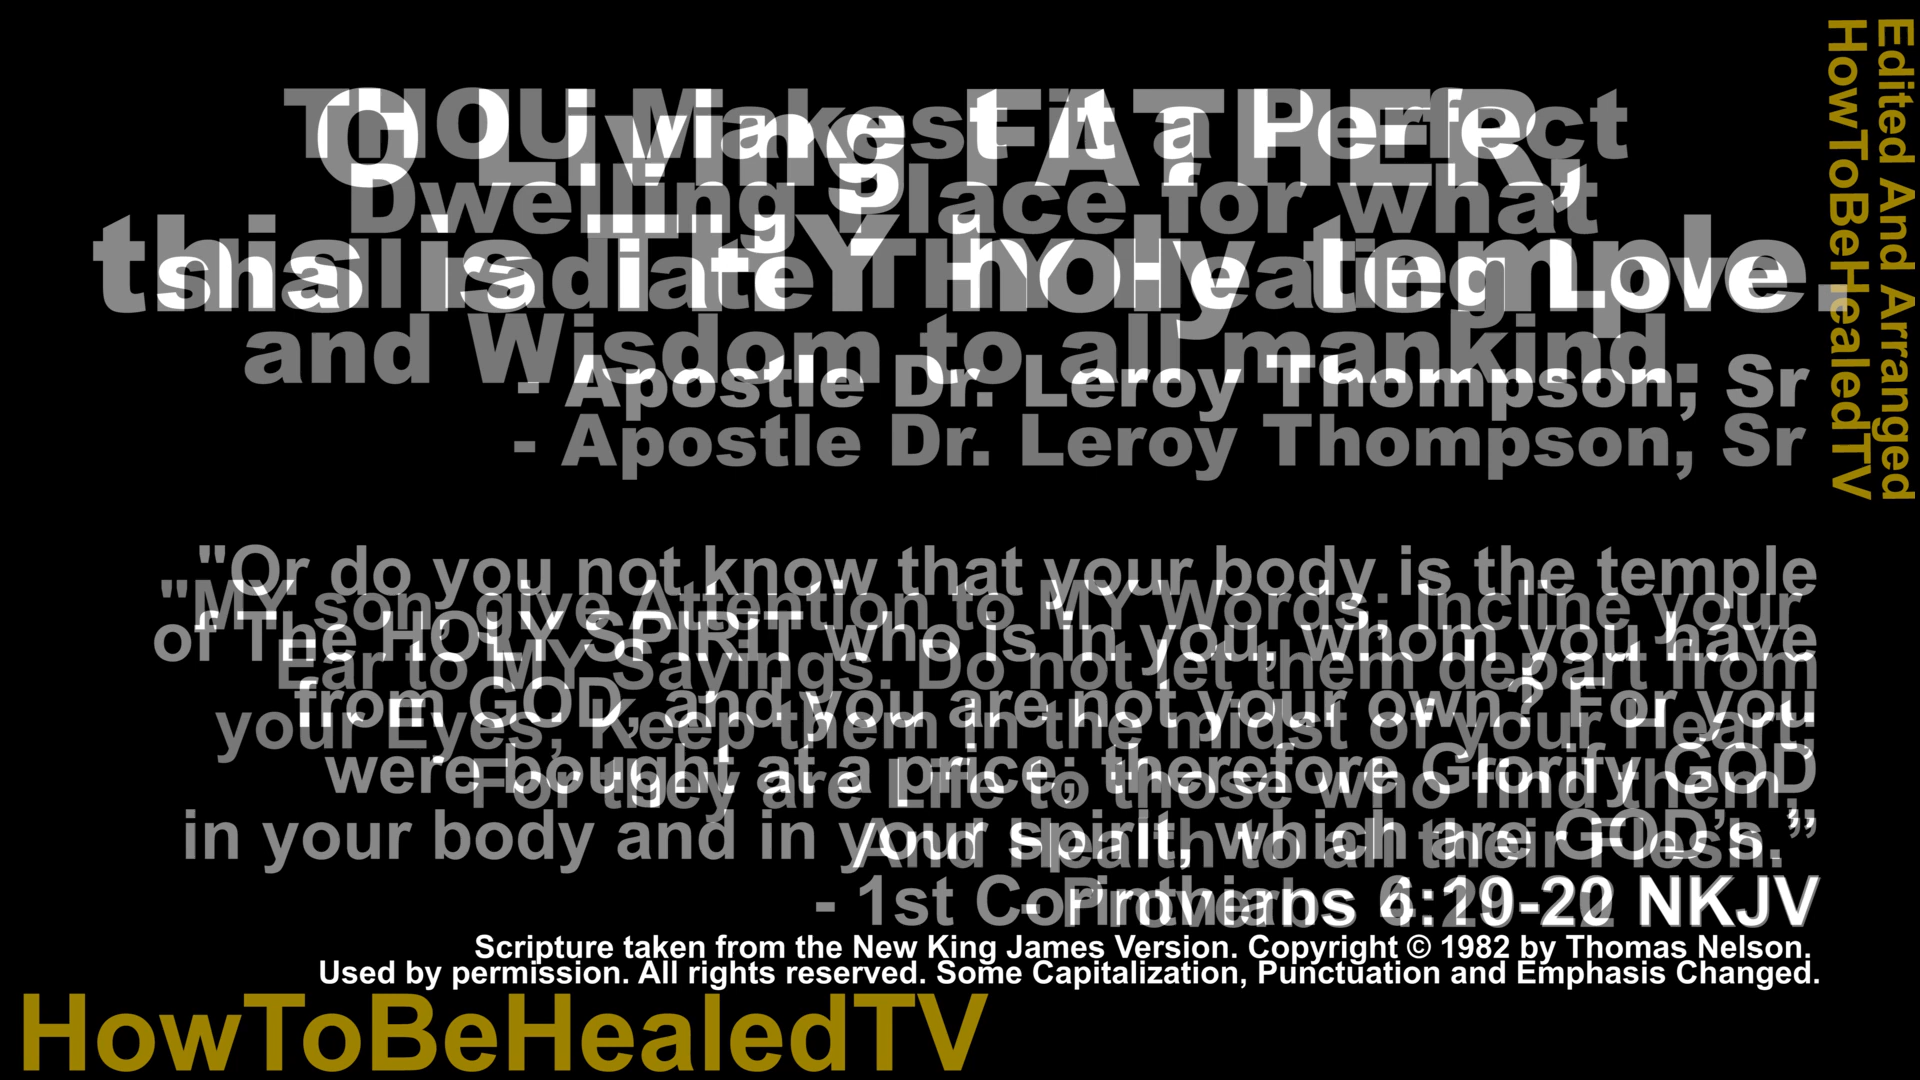 O Living FATHER,
this is THY holy temple.
- Apostle Dr. Leroy Thompson, Sr
THOU Makest it a Perfect
Dwelling Place for what
shall radiate THY Healing Love
and Wisdom to all mankind.
- Apostle Dr. Leroy Thompson, Sr
"Or do you not know that your body is the temple
of The HOLY SPIRIT who is in you, whom you have
from GOD, and you are not your own? For you
were bought at a price; therefore Glorify GOD
in your body and in your spirit, which are GOD’s.”
- 1st Corinthians 6:19-20 NKJV
"MY son, give Attention to MY Words; Incline your
Ear to MY Sayings. Do not let them depart from
your Eyes; Keep them in the midst of your Heart;
For they are Life to those who find them,
And Health to all their Flesh.”
- Proverbs 4:20-22 NKJV
Scripture taken from the New King James Version. Copyright © 1982 by Thomas Nelson.
Used by permission. All rights reserved. Some Capitalization, Punctuation and Emphasis Changed.
HowToBeHealedTV
Edited And Arranged
HowToBeHealedTV